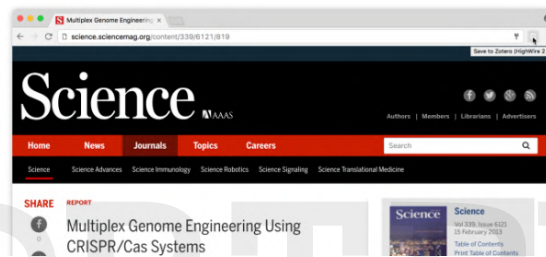 Multiplex Genome Engineering
science.sciencemag.org/content/339/6121/819
Save to Zotero (HighWire 2
Science
AAAS
Authors | Members | Librarians | Advertisers
Home News Journals Topics Careers
Search
Science Science Advances Science Immunology Science Robotics Science Signaling Science Translational Medicine
SHARE
0
REPORT
Multiplex Genome Engineering Using
CRISPR/Cas Systems
Science
Science
Vol 339, Issue 6121
15 February 2013
Table of Contents
Print Table of Contents